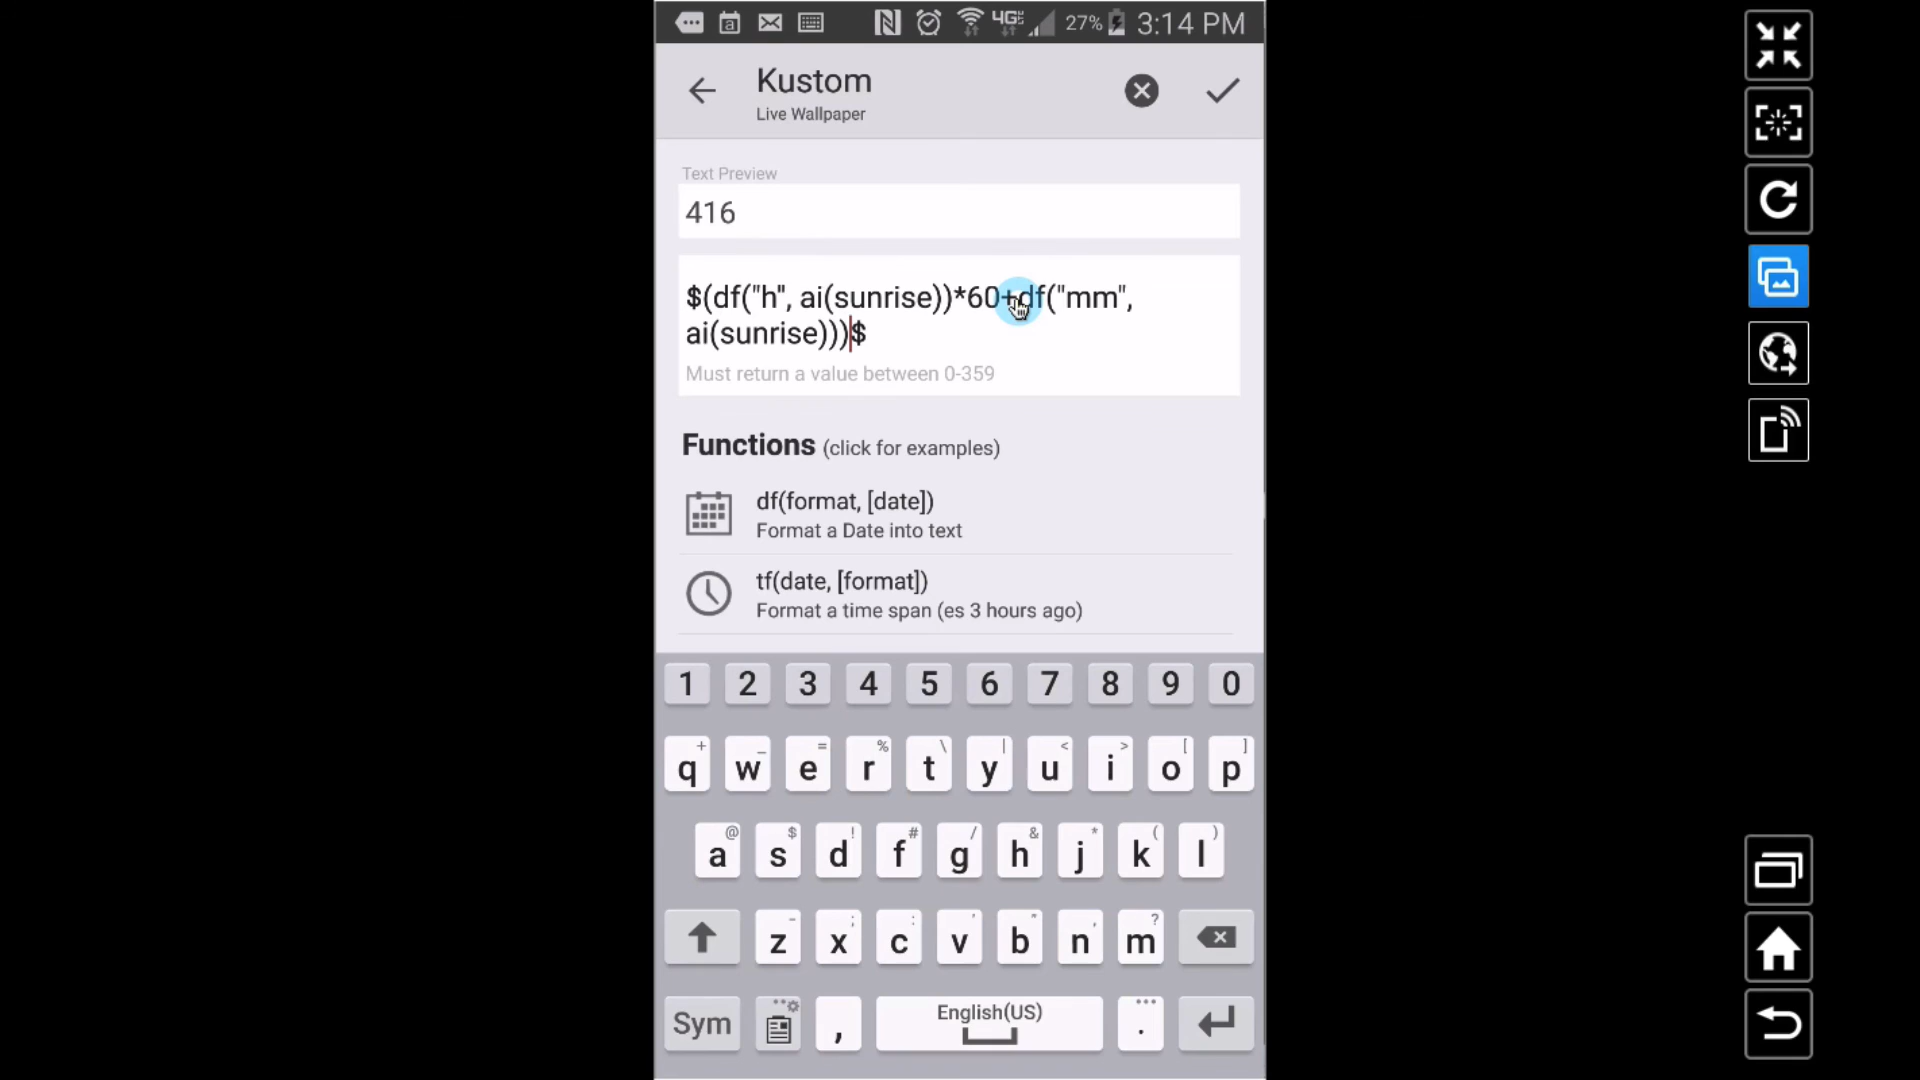 4G LTE 27% 3:14 PM
Kustom
Live Wallpaper
Text Preview
416
$(df("h", ai(sunrise))*60+df("mm",
ai(sunrise)))$
Must return a value between 0-359
Functions (click for examples)
df(format, [date])
Format a Date into text
tf(date, [format])
Format a time span (es 3 hours ago)
1 2 3 4 5 6 7 8 9 0
+ _ = % \ | < > [ ]
q w e r t y u i o p
@ $ ! # / & * ( )
a s d f g h j k l
- ; : ' " , ?
z x c v b n m
Sym , English(US) .